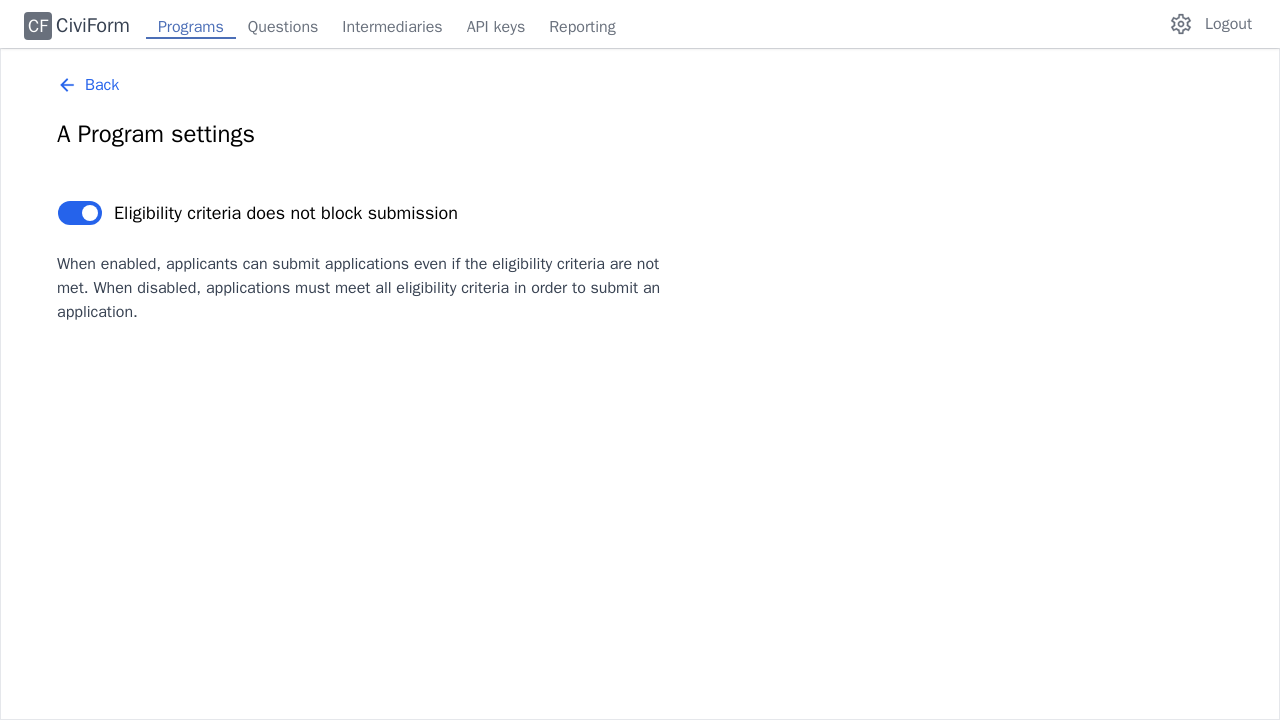 CF CiviForm Programs Questions Intermediaries API keys Reporting Logout
Back
A Program settings
Eligibility criteria does not block submission
When enabled, applicants can submit applications even if the eligibility criteria are not
met. When disabled, applications must meet all eligibility criteria in order to submit an
application.